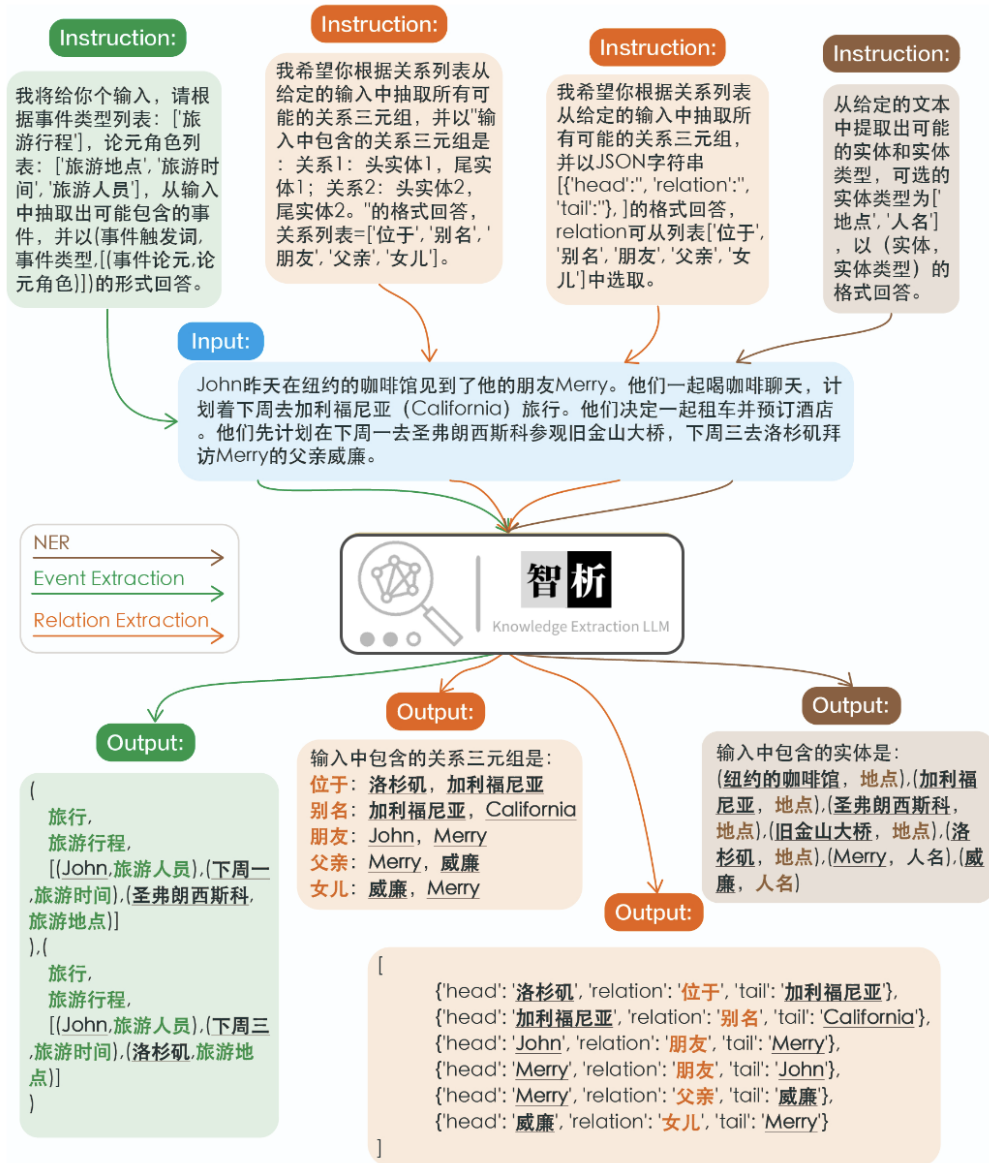 Instruction:
我将给你个输入，请根
据事件类型列表：['旅
游行程']，论元角色列
表：['旅游地点', '旅游时
间', '旅游人员']，从输入
中抽取出可能包含的事
件，并以(事件触发词,
事件类型,[(事件论元,论
元角色)])的形式回答。
Instruction:
我希望你根据关系列表从
给定的输入中抽取所有可
能的关系三元组，并以"输
入中包含的关系三元组是
：关系1：头实体1，尾实
体1；关系2：头实体2，
尾实体2。"的格式回答，
关系列表=['位于', '别名', '
朋友', '父亲', '女儿']。
Instruction:
我希望你根据关系列表
从给定的输入中抽取所
有可能的关系三元组，
并以JSON字符串
[{'head':'', 'relation':'',
'tail':''}, ]的格式回答，
relation可从列表['位于',
'别名', '朋友', '父亲', '女
儿']中选取。
Instruction:
从给定的文本
中提取出可能
的实体和实体
类型，可选的
实体类型为['
地点', '人名']
，以（实体，
实体类型）的
格式回答。
Input:
John昨天在纽约的咖啡馆见到了他的朋友Merry。他们一起喝咖啡聊天，计
划着下周去加利福尼亚（California）旅行。他们决定一起租车并预订酒店
。他们先计划在下周一去圣弗朗西斯科参观旧金山大桥，下周三去洛杉矶拜
访Merry的父亲威廉。
NER
Event Extraction
Relation Extraction
智析
Knowledge Extraction LLM
Output:
(
旅行,
旅游行程,
[(John,旅游人员),(下周一
,旅游时间),(圣弗朗西斯科,
旅游地点)]
),(
旅行,
旅游行程,
[(John,旅游人员),(下周三
,旅游时间),(洛杉矶,旅游地
点)]
)
Output:
输入中包含的关系三元组是：
位于：洛杉矶，加利福尼亚
别名：加利福尼亚，California
朋友：John，Merry
父亲：Merry，威廉
女儿：威廉，Merry
Output:
[
{'head': '洛杉矶', 'relation': '位于', 'tail': '加利福尼亚'},
{'head': '加利福尼亚', 'relation': '别名', 'tail': 'California'},
{'head': 'John', 'relation': '朋友', 'tail': 'Merry'},
{'head': 'Merry', 'relation': '朋友', 'tail': 'John'},
{'head': 'Merry', 'relation': '父亲', 'tail': '威廉'},
{'head': '威廉', 'relation': '女儿', 'tail': 'Merry'}
]
Output:
输入中包含的实体是：
(纽约的咖啡馆，地点),(加利福
尼亚，地点),(圣弗朗西斯科，
地点),(旧金山大桥，地点),(洛
杉矶，地点),(Merry，人名),(威
廉，人名)